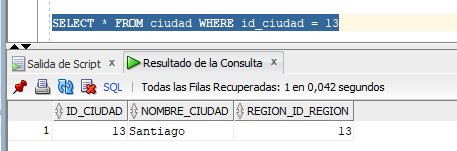 SELECT * FROM ciudad WHERE id_ciudad = 13
Salida de Script x Resultado de la Consulta x
SQL | Todas las Filas Recuperadas: 1 en 0,042 segundos
ID_CIUDAD NOMBRE_CIUDAD REGION_ID_REGION
1 13 Santiago 13